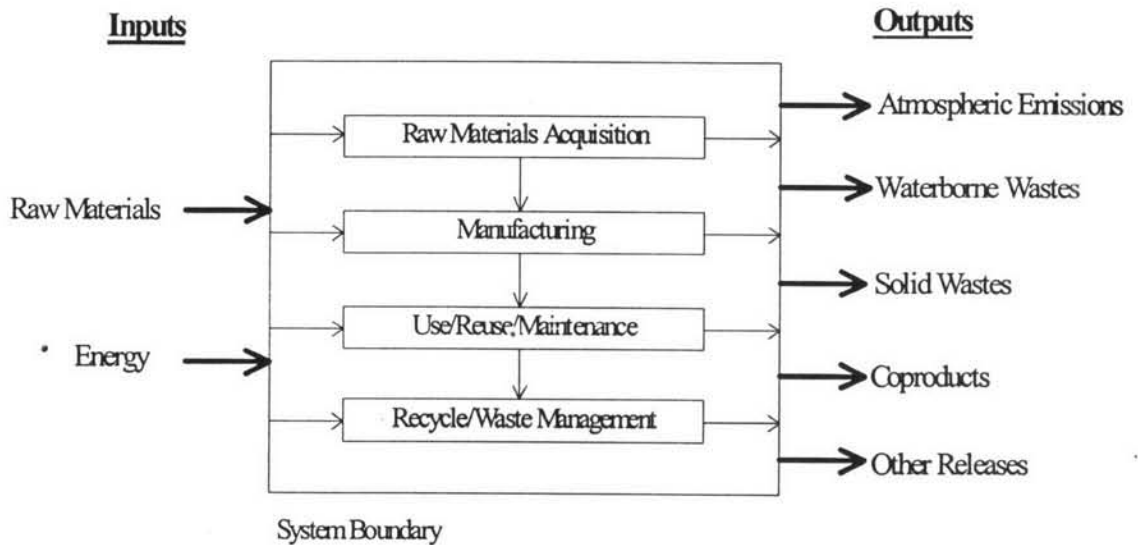 Inputs
Outputs
Atmospheric Emissions
Raw Materials Acquisition
Waterborne Wastes
Raw Materials
Manufacturing
Solid Wastes
Use/Reuse/Maintenance
Energy
Coproducts
Recycle/Waste Management
Other Releases
System Boundary